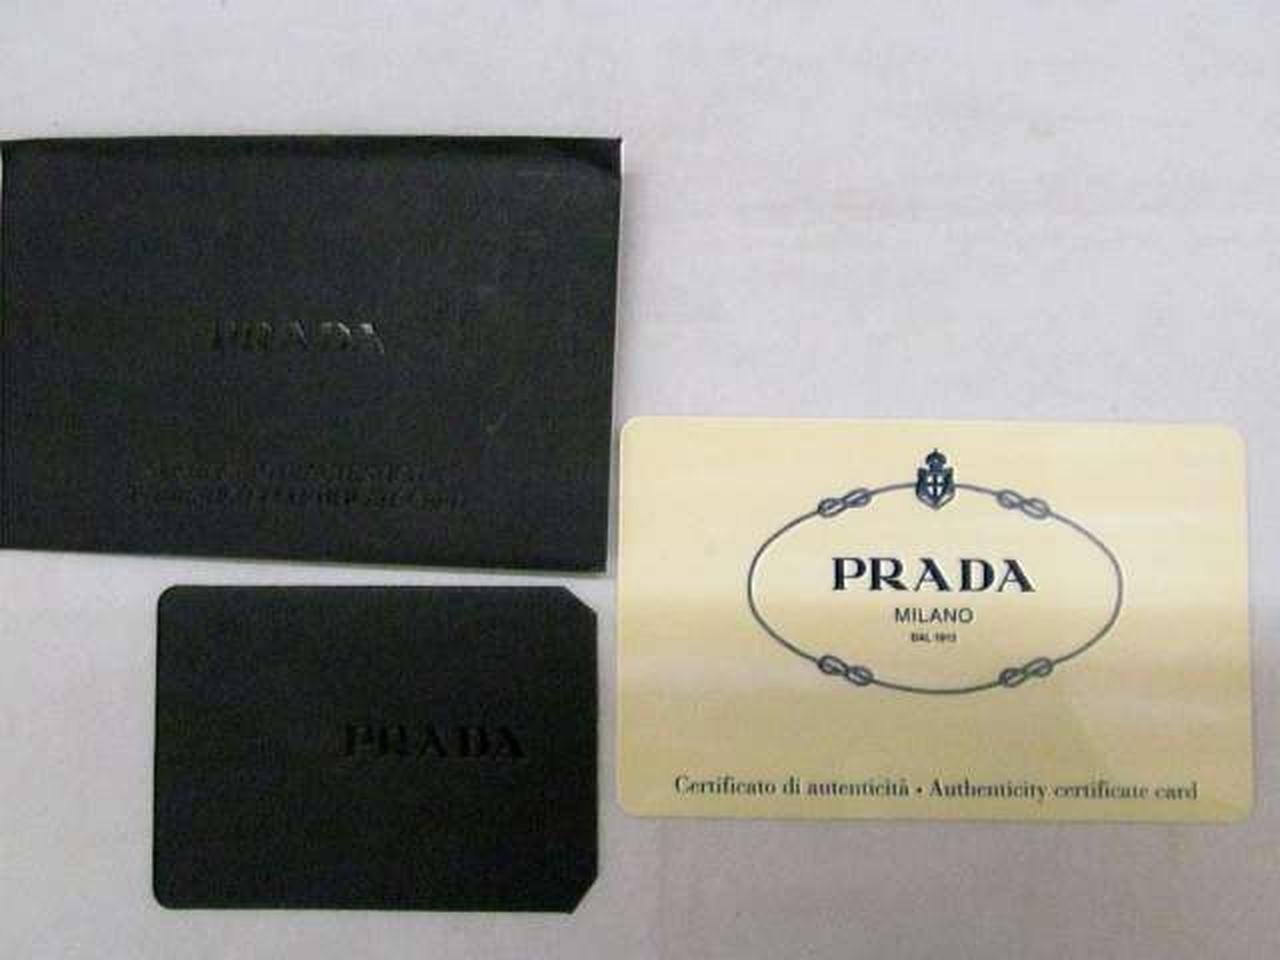 PRADA
PRADA
PRADA
MILANO
DAL 1913
Certificato di autenticità • Authenticity certificate card